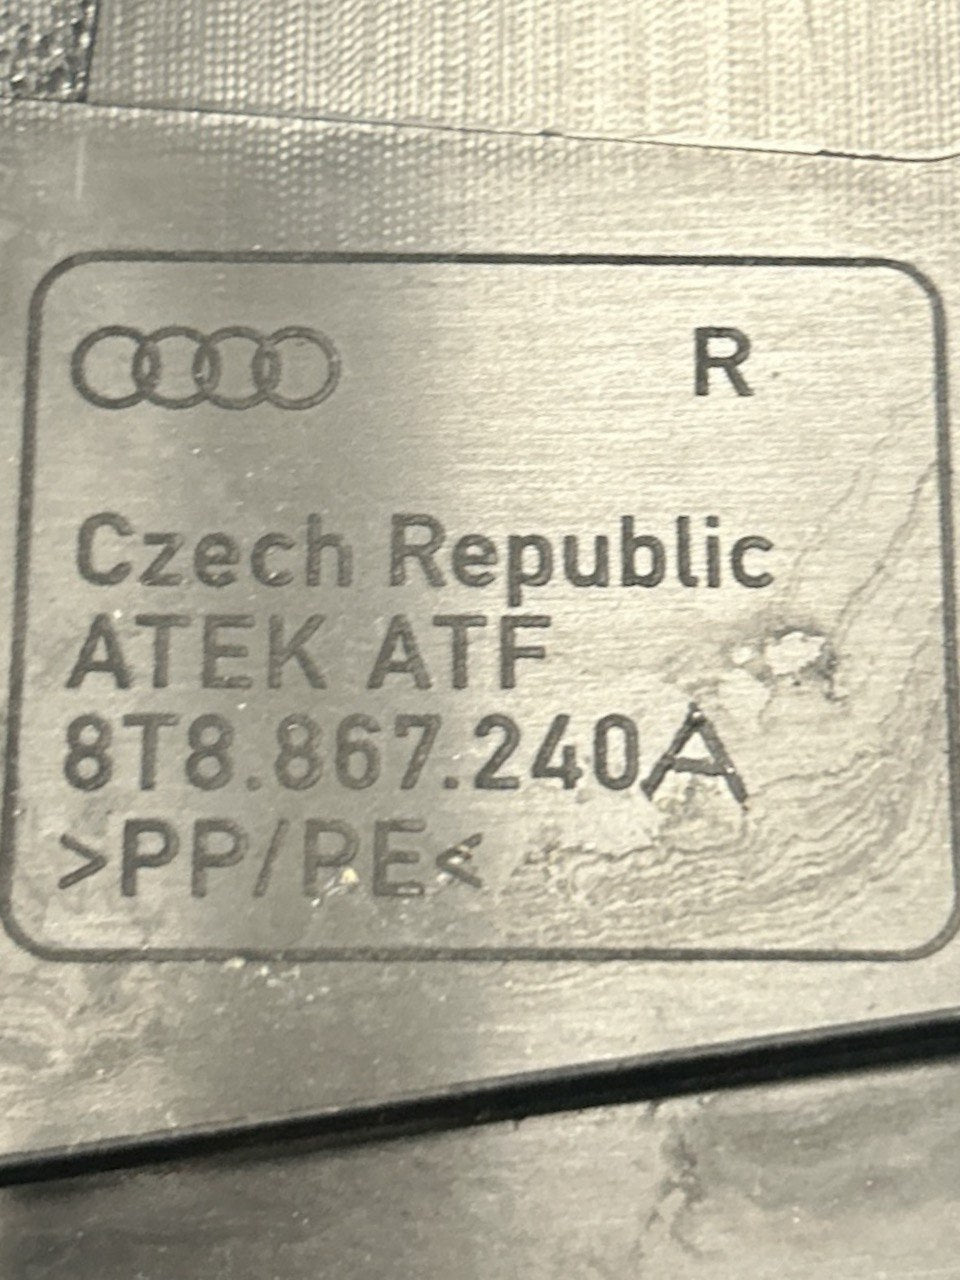 R
Czech Republic
ATEK ATF
8T8.867.240A
>PP/PE<